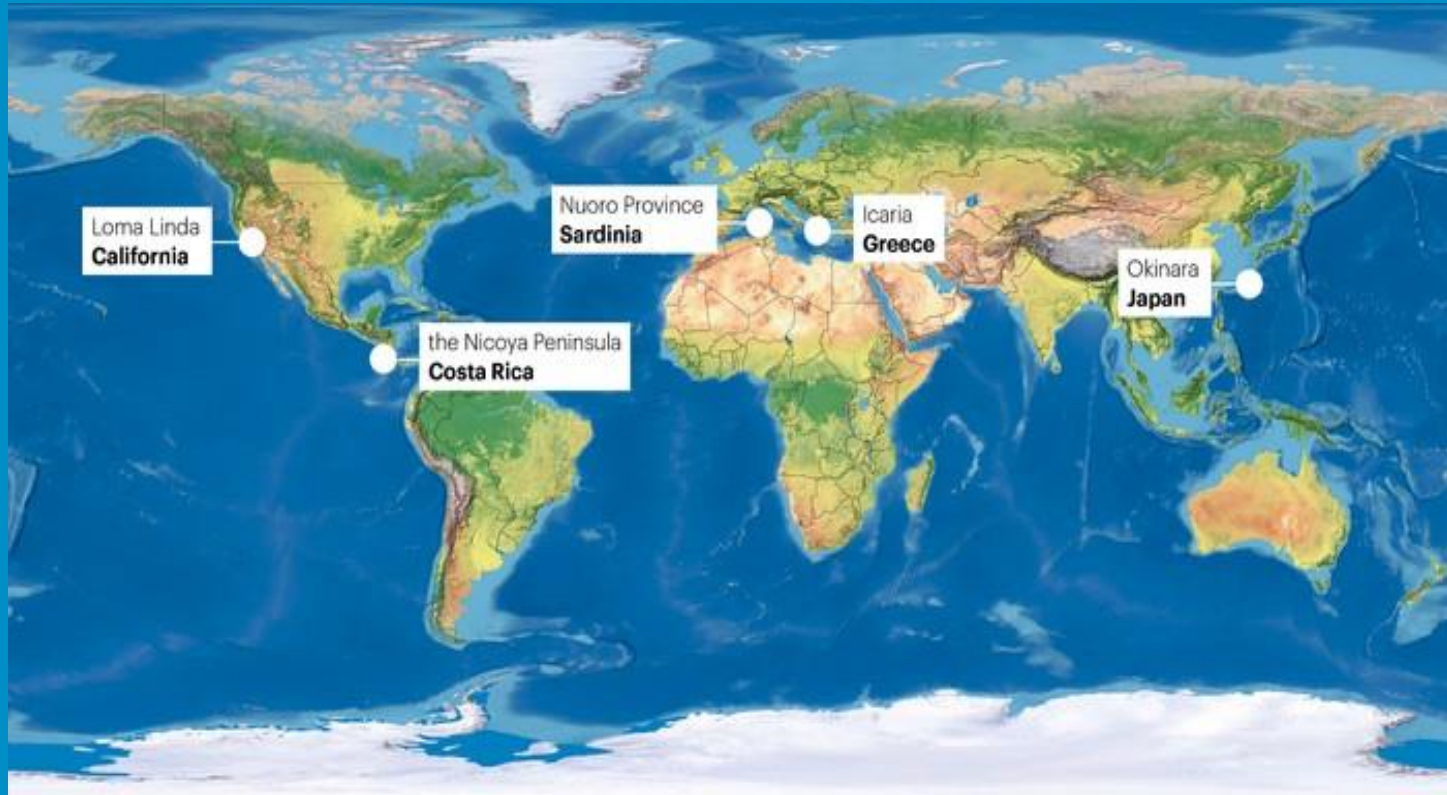 Loma Linda
California
the Nicoya Peninsula
Costa Rica
Nuoro Province
Sardinia
Icaria
Greece
Okinara
Japan